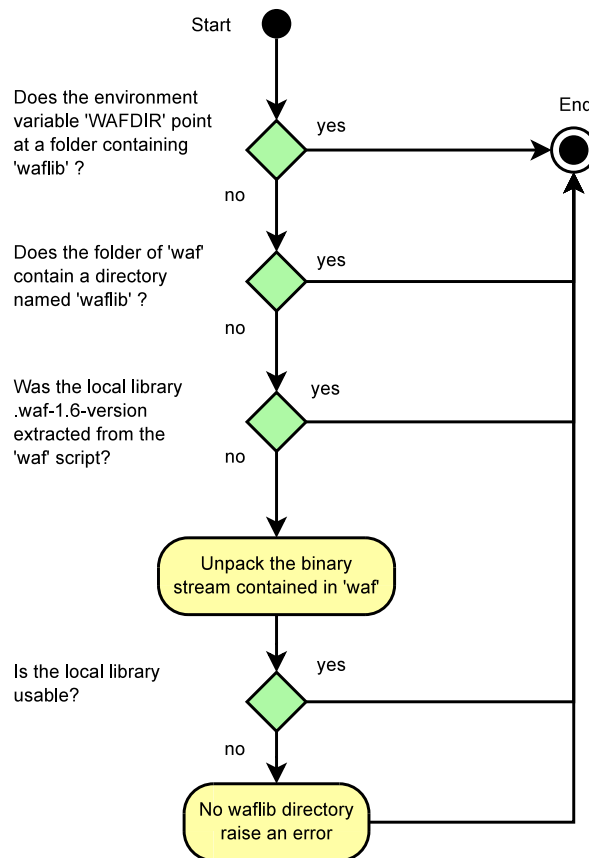 Start
Does the environment
variable 'WAFDIR' point
at a folder containing
'waflib' ?
yes
End
no
Does the folder of 'waf'
contain a directory
named 'waflib' ?
yes
no
Was the local library
.waf-1.6-version
extracted from the
'waf' script?
yes
no
Unpack the binary
stream contained in 'waf'
Is the local library
usable?
yes
no
No waflib directory
raise an error